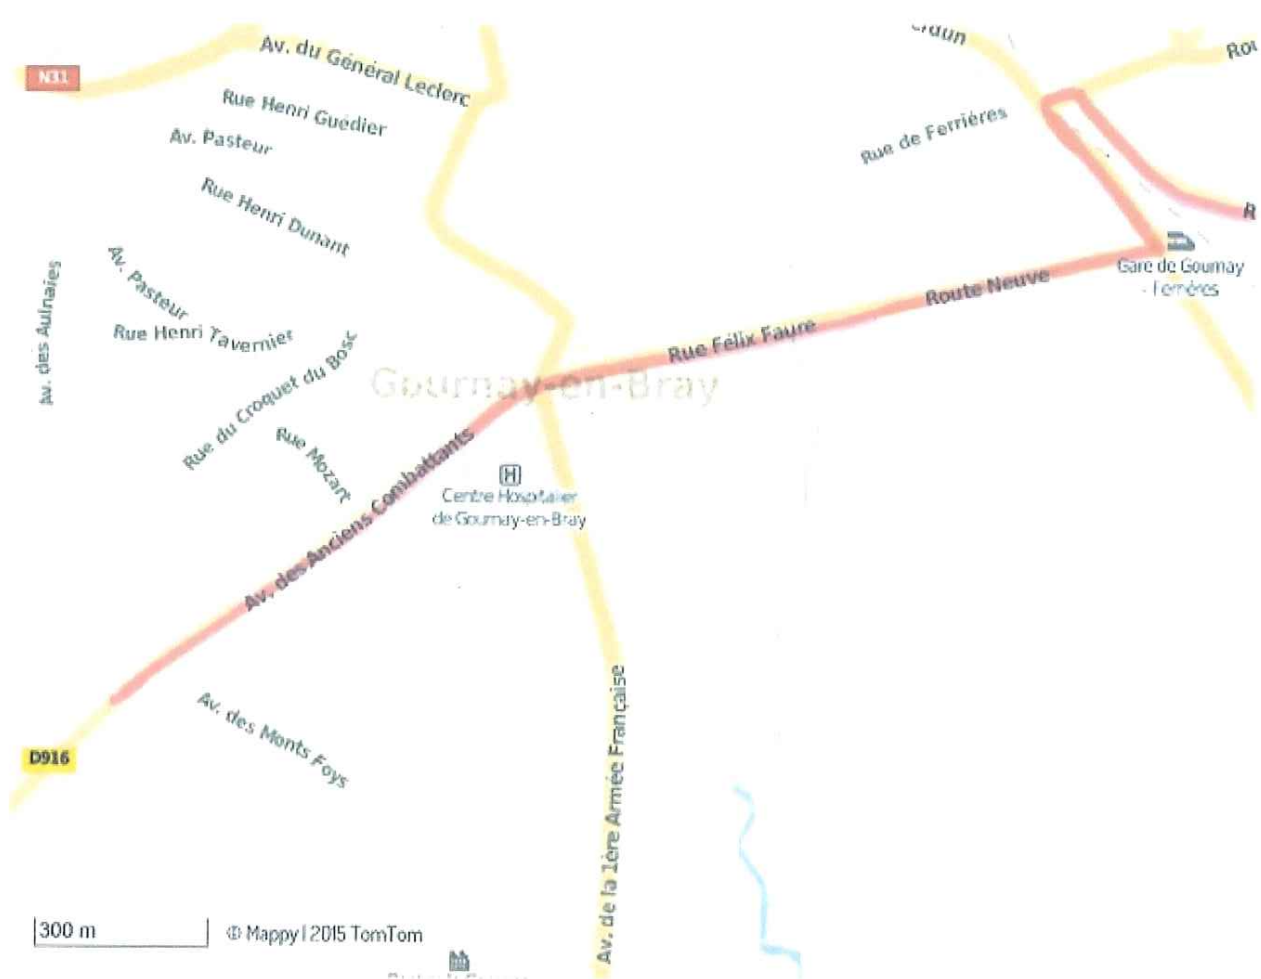 N31
Av. du Général Leclerc
Rue Henri Guédier
Av. Pasteur
Rue Henri Dunant
Rue de Ferrières
Av. des Aulnaies
Av. Pasteur
Rue Henri Tavernier
Rue du Croquet du Bosc
Rue Mozart
Gare de Gournay
- Ferrières
Route Neuve
Rue Félix Faure
Gournay-en-Bray
Av. des Anciens Combattants
H
Centre Hospitalier
de Gournay-en-Bray
Av. des Monts Foys
D916
Av. de la 1ère Armée Française
300 m
© Mappy | 2015 TomTom